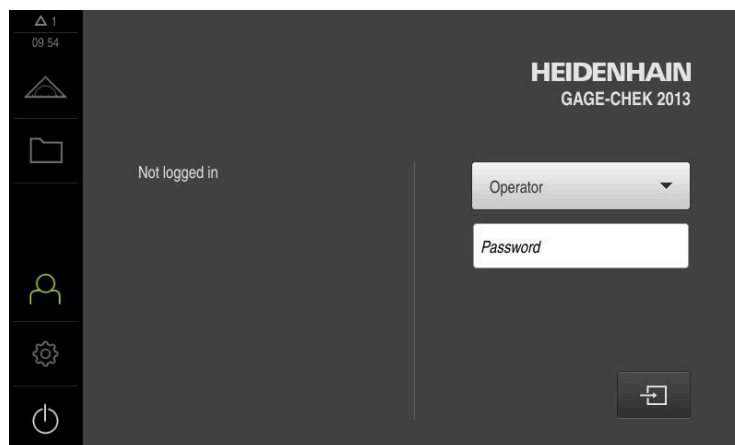 △ 1
09 54
HEIDENHAIN
GAGE-CHEK 2013
Not logged in
Operator
Password